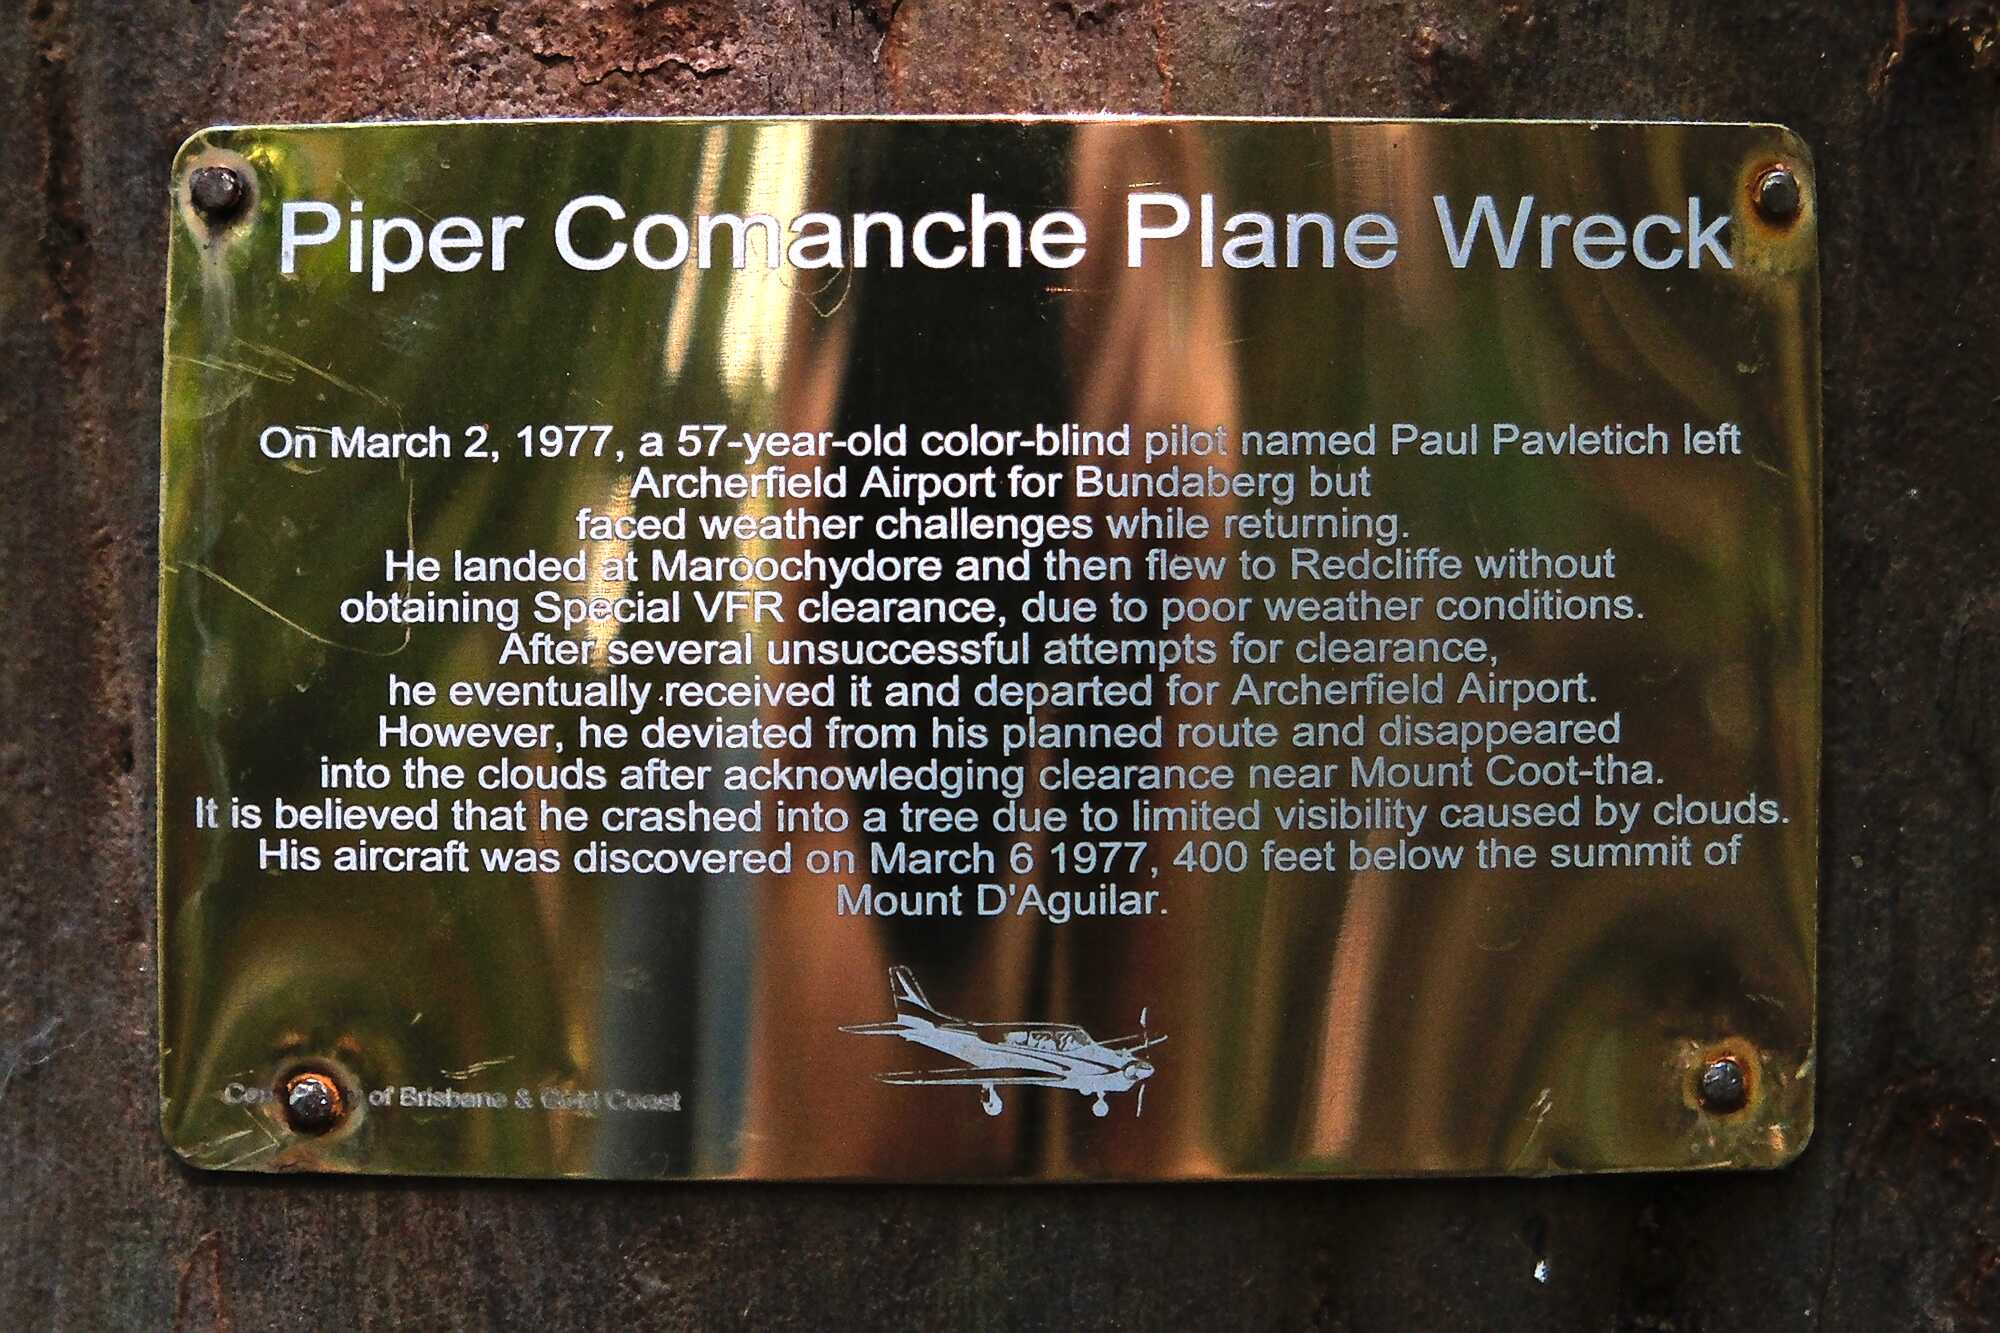 Piper Comanche Plane Wreck
On March 2, 1977, a 57-year-old color-blind pilot named Paul Pavletich left
Archerfield Airport for Bundaberg but
faced weather challenges while returning.
He landed at Maroochydore and then flew to Redcliffe without
obtaining Special VFR clearance, due to poor weather conditions.
After several unsuccessful attempts for clearance,
he eventually received it and departed for Archerfield Airport.
However, he deviated from his planned route and disappeared
into the clouds after acknowledging clearance near Mount Coot-tha.
It is believed that he crashed into a tree due to limited visibility caused by clouds.
His aircraft was discovered on March 6 1977, 400 feet below the summit of
Mount D'Aguilar.
of Brisbane & Gold Coast